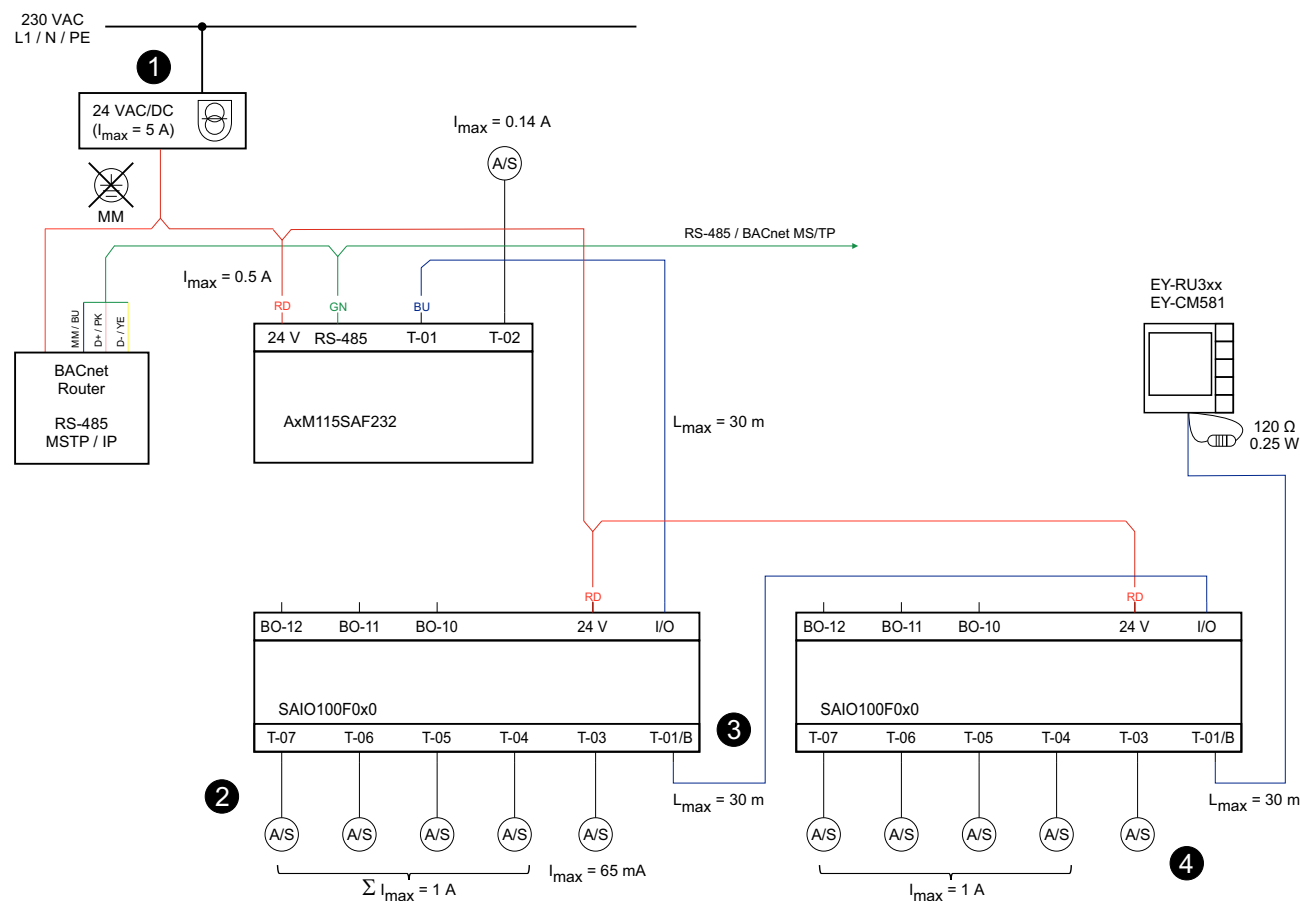 230 VAC
L1 / N / PE
1
24 VAC/DC
(Imax = 5 A)
MM
Imax = 0.14 A
A/S
RS-485 / BACnet MS/TP
Imax = 0.5 A
RD
GN
BU
MM / BU
D+ / PK
D- / YE
24 V RS-485 T-01 T-02
AxM115SAF232
BACnet
Router
RS-485
MSTP / IP
EY-RU3xx
EY-CM581
120 Ω
0.25 W
Lmax = 30 m
RD
BO-12 BO-11 BO-10 24 V I/O
SAIO100F0x0
T-07 T-06 T-05 T-04 T-03 T-01/B
3
RD
BO-12 BO-11 BO-10 24 V I/O
SAIO100F0x0
T-07 T-06 T-05 T-04 T-03 T-01/B
2
Lmax = 30 m
Lmax = 30 m
A/S A/S A/S A/S A/S
A/S A/S A/S A/S A/S
4
Σ Imax = 1 A
Imax = 65 mA
Imax = 1 A